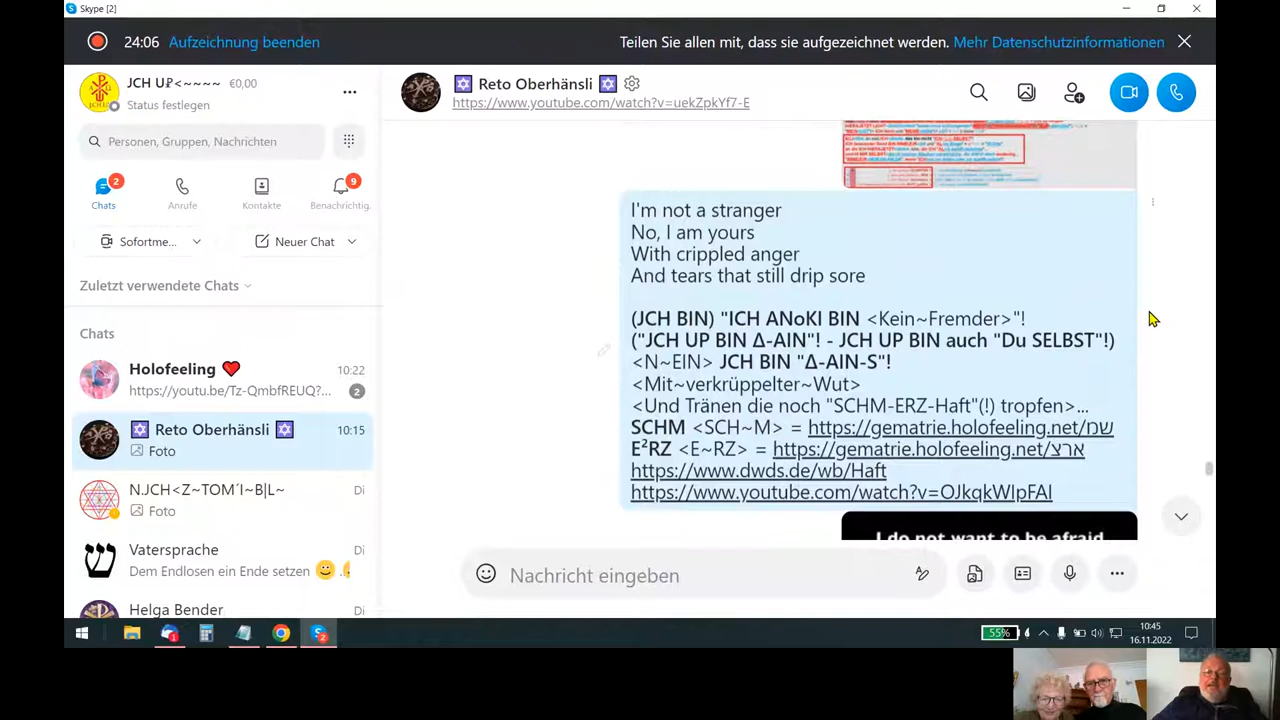 Skype [2]
24:06 Aufzeichnung beenden
Teilen Sie allen mit, dass sie aufgezeichnet werden. Mehr Datenschutzinformationen
JCH U₽<~~~~ €0,00
Status festlegen
Personen, Gruppen
2
9
Chats Anrufe Kontakte Benachrichtig.
Sofortme... Neuer Chat
Zuletzt verwendete Chats
Chats
Holofeeling 10:22
https://youtu.be/Tz-QmbfREUQ?... 2
Reto Oberhänsli 10:15
Foto
N.JCH<Z~TOM´I~B|L~ Di
Foto
Vatersprache Di
Dem Endlosen ein Ende setzen
Helga Bender Di
Reto Oberhänsli
https://www.youtube.com/watch?v=uekZpkYf7-E
I'm not a stranger
No, I am yours
With crippled anger
And tears that still drip sore
(JCH BIN) "ICH ANoKI BIN <Kein~Fremder>"!
("JCH UP BIN Δ-AIN"! - JCH UP BIN auch "Du SELBST"!)
<N~EIN> JCH BIN "Δ-AIN-S"!
<Mit~verkrüppelter~Wut>
<Und Tränen die noch "SCHM-ERZ-Haft"(!) tropfen>...
SCHM <SCH~M> = https://gematrie.holofeeling.net/שמ
E²RZ <E~RZ> = https://gematrie.holofeeling.net/ארצ
https://www.dwds.de/wb/Haft
https://www.youtube.com/watch?v=OJkqkWIpFAI
I do not want to be afraid
Nachricht eingeben
55%
10:45
16.11.2022